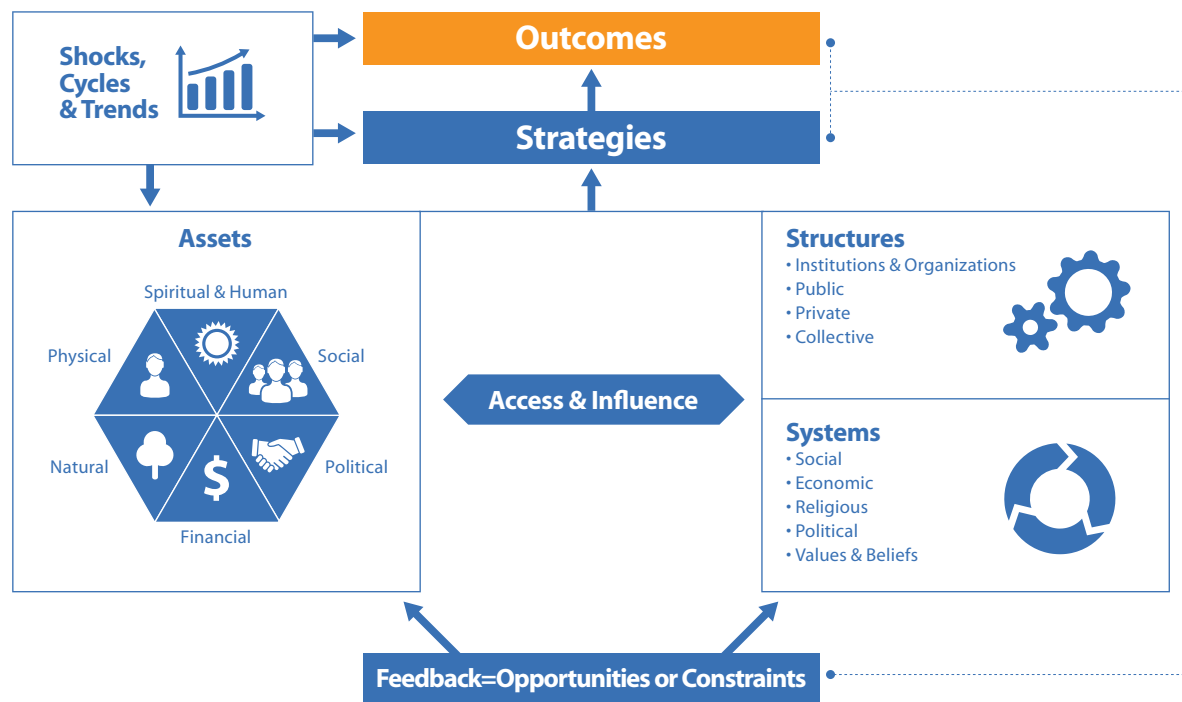 Shocks,
Cycles
& Trends
Outcomes
Strategies
Assets
Spiritual & Human
Physical
Social
Natural
Political
$
Financial
Access & Influence
Structures
• Institutions & Organizations
• Public
• Private
• Collective
Systems
• Social
• Economic
• Religious
• Political
• Values & Beliefs
Feedback=Opportunities or Constraints